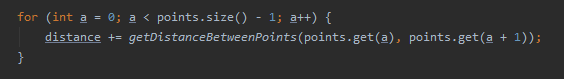 for (int a = 0; a < points.size() - 1; a++) {
    distance += getDistanceBetweenPoints(points.get(a), points.get(a + 1));
}